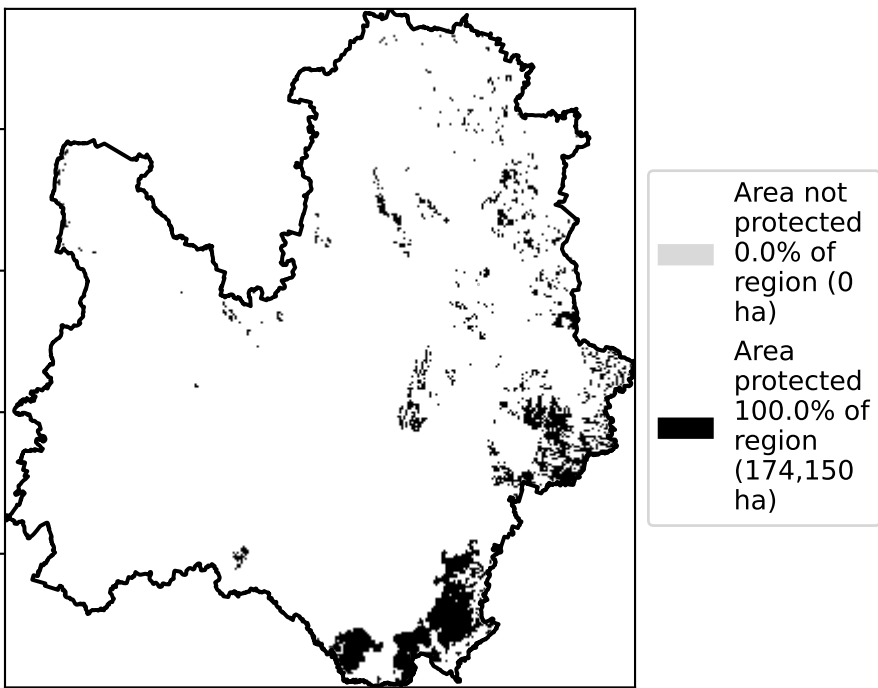 Area not
protected
0.0% of
region (0
ha)
Area
protected
100.0% of
region
(174,150
ha)